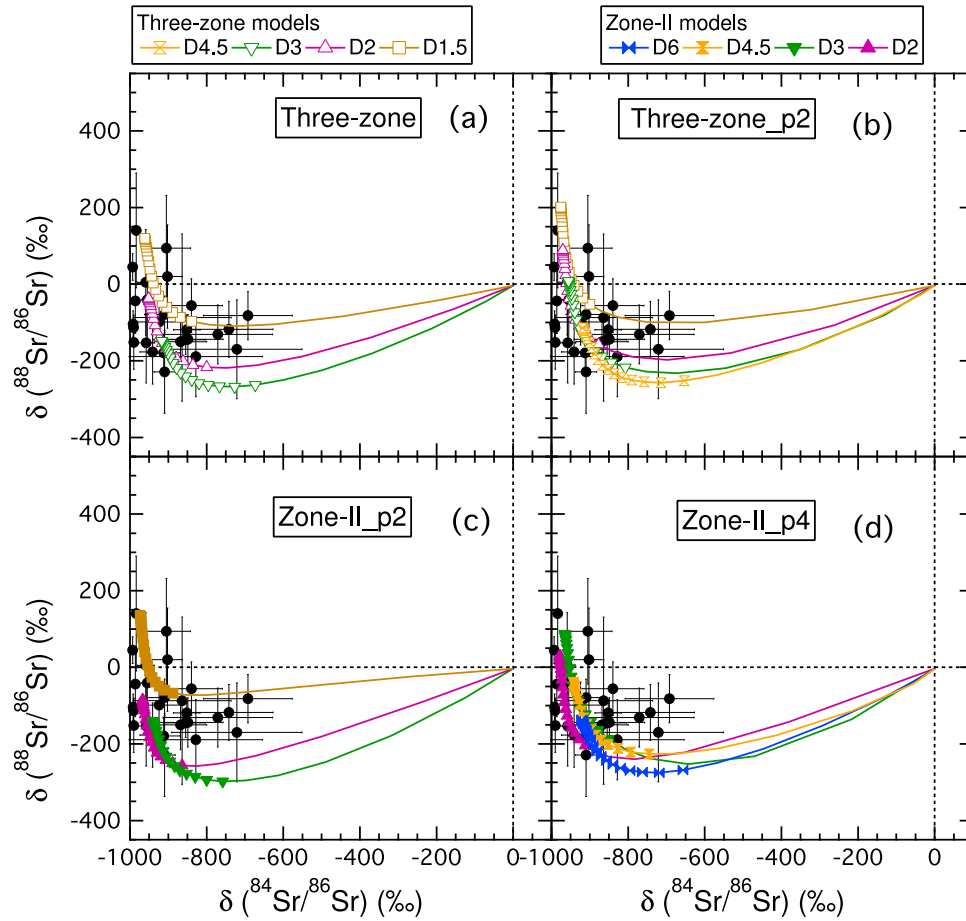 Three-zone models
D4.5 D3 D2 D1.5
Zone-II models
D6 D4.5 D3 D2
Three-zone (a)
Three-zone_p2 (b)
400
200
0
-200
-400
δ (⁸⁸Sr/⁸⁶Sr) (‰)
Zone-II_p2 (c)
Zone-II_p4 (d)
400
200
0
-200
-400
δ (⁸⁸Sr/⁸⁶Sr) (‰)
-1000 -800 -600 -400 -200 0
-1000 -800 -600 -400 -200 0
δ (⁸⁴Sr/⁸⁶Sr) (‰)
δ (⁸⁴Sr/⁸⁶Sr) (‰)